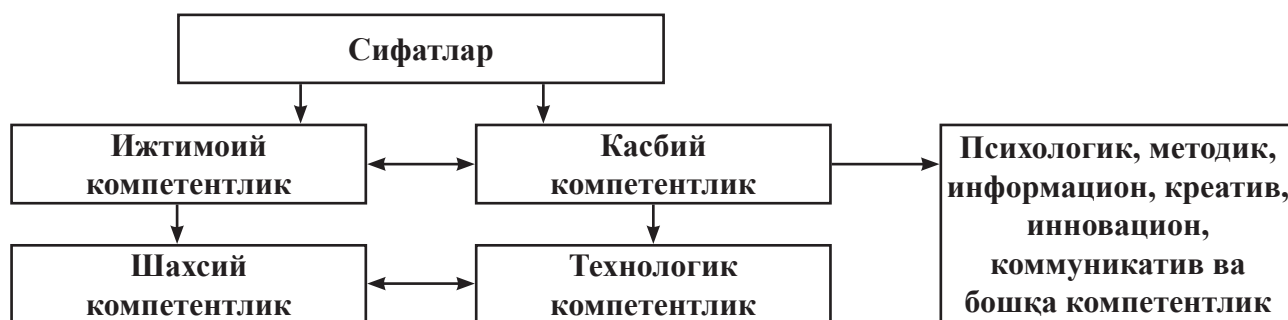 Сифатлар
Ижтимоий
компетентлик
Касбий
компетентлик
Психологик, методик,
информацион, креатив,
инновацион,
коммуникатив ва
бошқа компетентлик
Шахсий
компетентлик
Технологик
компетентлик